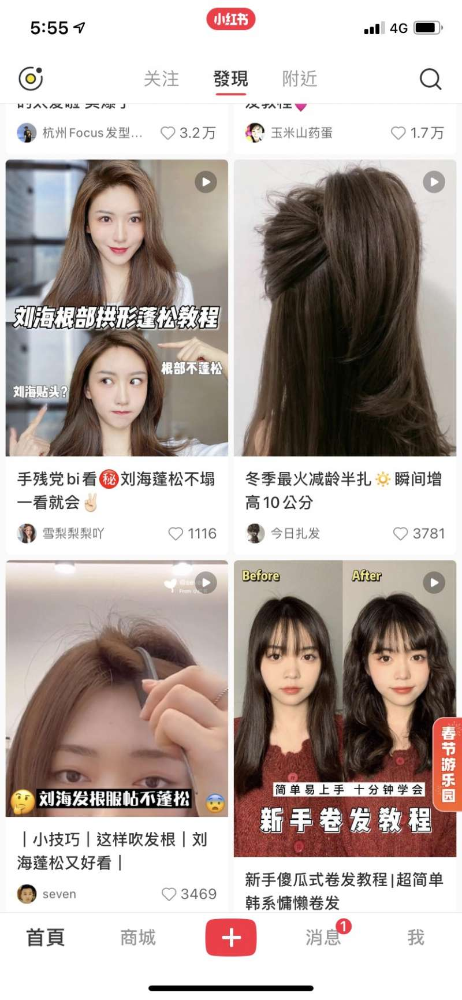 5:55
小红书
4G
关注
發現
附近
杭州Focus发型...
3.2万
玉米山药蛋
1.7万
刘海根部拱形蓬松教程
根部不蓬松
刘海贴头?
手残党bi看㊙️刘海蓬松不塌
一看就会✌🏻
雪梨梨梨吖
1116
冬季最火减龄半扎🔅瞬间增
高10公分
今日扎发
3781
From 小红书
刘海发根服帖不蓬松
｜小技巧｜这样吹发根｜刘
海蓬松又好看｜
seven
3469
Before
After
简单易上手 十分钟学会
新手卷发教程
春节游乐园
新手傻瓜式卷发教程|超简单
韩系慵懒卷发
首頁
商城
消息
1
我